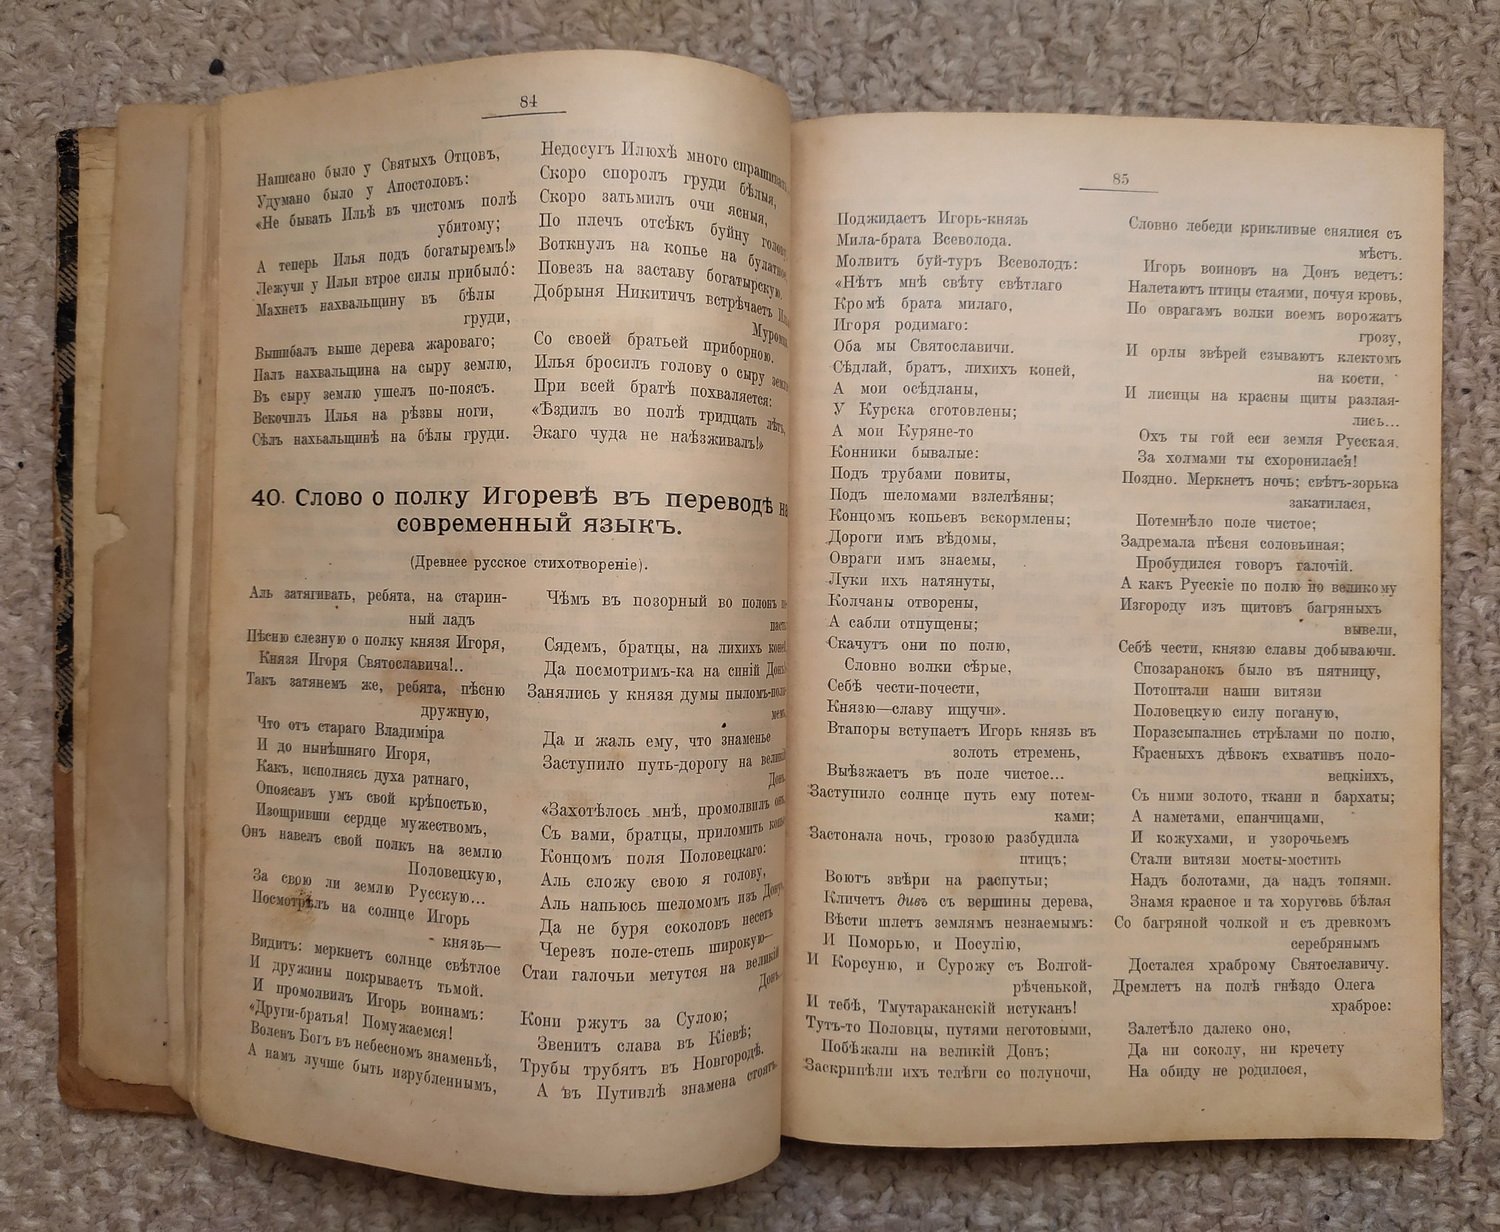 84
Написано было у Святыхъ Отцовъ,
Удумано было у Апостоловъ:
«Не бывать Ильѣ въ чистомъ полѣ
убитому;
А теперь Илья подъ богатыремъ!»
Лежучи у Ильи втрое силы прибыло́:
Махнетъ нахвальщину въ бѣлы
груди,
Вышибалъ выше дерева жароваго;
Палъ нахвальщина на сыру землю,
Въ сыру землю ушелъ по-поясъ.
Вскочилъ Илья на рѣзвы ноги,
Сѣлъ нахвальщинѣ на бѣлы груди.
Недосугъ Илюхѣ много спрашивать
Скоро споролъ груди бѣлыя,
Скоро затьмилъ очи ясныя,
По плечъ отсѣкъ буйну голову
Воткнулъ на копье на булатное
Повезъ на заставу богатырскую.
Добрыня Никитичъ встрѣчаетъ
Муромца
Со своей братьей приборною.
Илья бросилъ голову о сыру землю
При всей братѣ похваляется:
«Ѣздилъ во полѣ тридцать лѣтъ,
Экаго чуда не наѣзживалъ!»
40. Слово о полку Игоревѣ въ переводѣ на
современный языкъ.
(Древнее русское стихотвореніе).
Аль затягивать, ребята, на старин-
ный ладъ
Пѣсню слезную о полку князя Игоря,
Князя Игоря Святославича!..
Такъ затянемъ же, ребята, пѣсню
дружную,
Что отъ стараго Владиміра
И до нынѣшняго Игоря,
Какъ, исполнясь духа ратнаго,
Опоясавъ умъ свой крѣпостью,
Изощривши сердце мужествомъ,
Онъ навелъ свой полкъ на землю
Половецкую,
За свою ли землю Русскую...
Посмотрѣлъ на солнце Игорь
князь—
Видитъ: меркнетъ солнце свѣтлое
И дружины покрываетъ тьмой.
И промолвилъ Игорь воинамъ:
«Други-братья! Помужаемся!
Воленъ Богъ въ небесномъ знаменьѣ,
А намъ лучше быть изрубленнымъ,
Чѣмъ въ позорный во полонъ
пасть
Сядемъ, братцы, на лихихъ коней
Да посмотримъ-ка на синій Донъ
Занялись у князя думы пыломъ-поло-
мемъ
Да и жаль ему, что знаменье
Заступило путь-дорогу на великій
Донъ
«Захотѣлось мнѣ, промолвилъ онъ
Съ вами, братцы, приломить копье
Концомъ поля Половецкаго:
Аль сложу свою я голову,
Аль напьюсь шеломомъ изъ Дону,
Да не буря соколовъ несетъ
Черезъ поле-степь широкую—
Стаи галочьи метутся на великій
Донъ.
Кони ржутъ за Сулою;
Звенитъ слава въ Кіевѣ;
Трубы трубятъ въ Новгородѣ.
А въ Путивлѣ знамена стоятъ
85
Поджидаетъ Игорь-князь
Мила-брата Всеволода.
Молвитъ буй-туръ Всеволодъ:
«Нѣтъ мнѣ свѣту свѣтлаго
Кромѣ брата милаго,
Игоря родимаго:
Оба мы Святославичи.
Сѣдлай, братъ, лихихъ коней,
А мои осѣдланы,
У Курска сготовлены;
А мои Куряне-то
Конники бывалые:
Подъ трубами повиты,
Подъ шеломами взлелѣяны;
Концомъ копьевъ вскормлены;
Дороги имъ вѣдомы,
Овраги имъ знаемы,
Луки ихъ натянуты,
Колчаны отворены,
А сабли отпущены;
Скачутъ они по полю,
Словно волки сѣрые,
Себѣ чести-почести,
Князю—славу ищучи».
Втапоры вступаетъ Игорь князь въ
золотъ стремень,
Выѣзжаетъ въ поле чистое...
Заступило солнце путь ему потем-
ками;
Застонала ночь, грозою разбудила
птицъ;
Воютъ звѣри на распутьи;
Кличетъ дивъ съ вершины дерева,
Вѣсти шлетъ землямъ незнаемымъ:
И Поморью, и Посулію,
И Корсуню, и Сурожу съ Волгой-
рѣченькой,
И тебѣ, Тмутараканскій истуканъ!
Тутъ-то Половцы, путями неготовыми,
Побѣжали на великій Донъ;
Заскрипѣли ихъ телѣги со полуночи,
Словно лебеди крикливые снялися съ
мѣстъ.
Игорь воиновъ на Донъ ведетъ:
Налетаютъ птицы стаями, почуя кровь,
По оврагамъ волки воемъ ворожатъ
грозу,
И орлы звѣрей сзываютъ клектомъ
на кости,
И лисицы на красны щиты разлая-
лись...
Охъ ты гой еси земля Русская.
За холмами ты схоронилася!
Поздно. Меркнетъ ночь; свѣтъ-зорька
закатилася,
Потемнѣло поле чистое;
Задремала пѣсня соловьиная;
Пробудился говоръ галочій.
А какъ Русскіе по полю по великому
Изгороду изъ щитовъ багряныхъ
вывели,
Себѣ чести, князю славы добываючи.
Спозаранокъ было въ пятницу,
Потоптали наши витязи
Половецкую силу поганую,
Поразсыпались стрѣлами по полю,
Красныхъ дѣвокъ схвативъ поло-
вецкіихъ,
Съ ними золото, ткани и бархаты;
А наметами, епанчицами,
И кожухами, и узорочьемъ
Стали витязи мосты-мостить
Надъ болотами, да надъ топями.
Знамя красное и та хоруговь бѣлая
Со багряной чолкой и съ древкомъ
серебрянымъ
Достался храброму Святославичу.
Дремлетъ на полѣ гнѣздо Олега
храброе:
Залетѣло далеко оно,
Да ни соколу, ни кречету
На обиду не родилося,